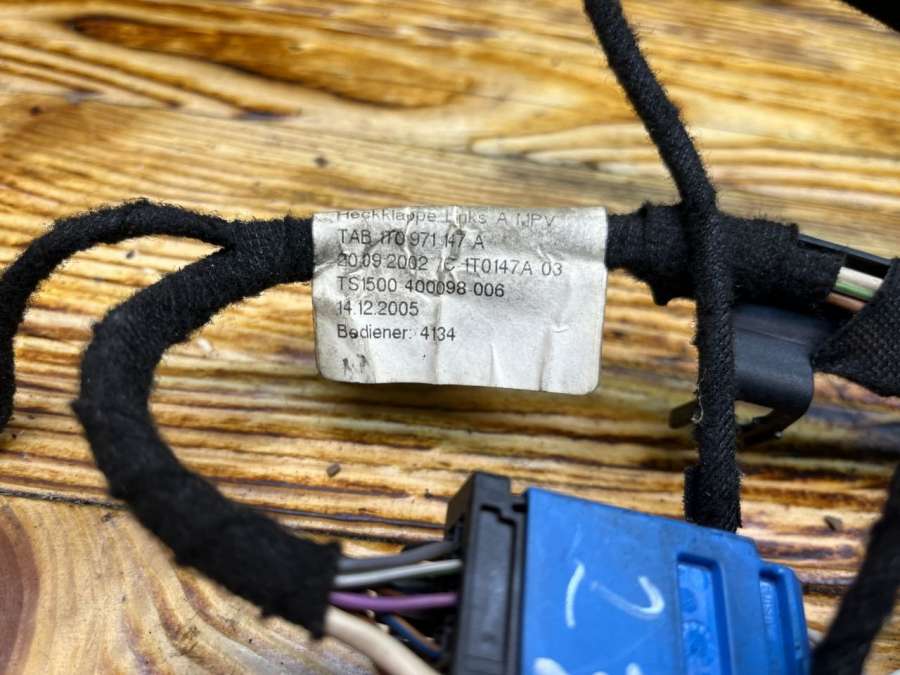 Heckklappe Links A MPV
TAB 1T0 971 147 A
20.09.2002 /C 1T0147A 03
TS1500 400098 006
14.12.2005
Bediener: 4134